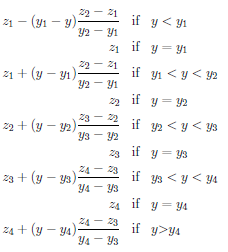 z₁ − (y₁ − y) (z₂ − z₁)/(y₂ − y₁) if y < y₁
z₁ if y = y₁
z₁ + (y − y₁) (z₂ − z₁)/(y₂ − y₁) if y₁ < y < y₂
z₂ if y = y₂
z₂ + (y − y₂) (z₃ − z₂)/(y₃ − y₂) if y₂ < y < y₃
z₃ if y = y₃
z₃ + (y − y₃) (z₄ − z₃)/(y₄ − y₃) if y₃ < y < y₄
z₄ if y = y₄
z₄ + (y − y₄) (z₄ − z₃)/(y₄ − y₃) if y>y₄